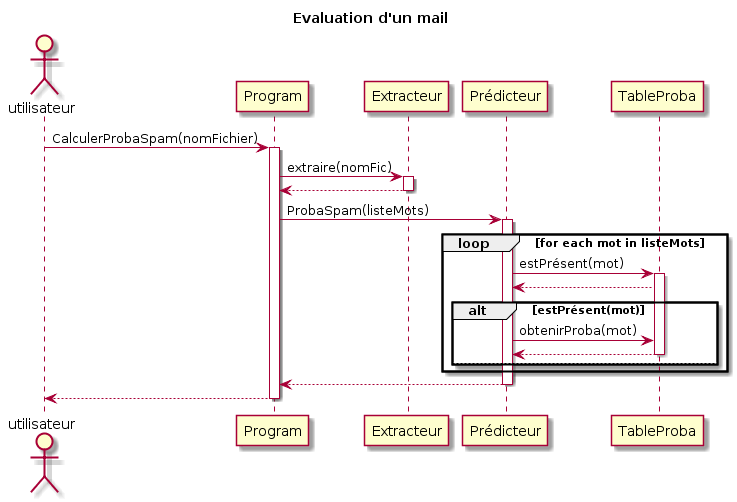 Evaluation d'un mail
utilisateur
Program
Extracteur
Prédicteur
TableProba
CalculerProbaSpam(nomFichier)
extraire(nomFic)
ProbaSpam(listeMots)
loop
[for each mot in listeMots]
estPrésent(mot)
alt
[estPrésent(mot)]
obtenirProba(mot)
utilisateur
Program
Extracteur
Prédicteur
TableProba